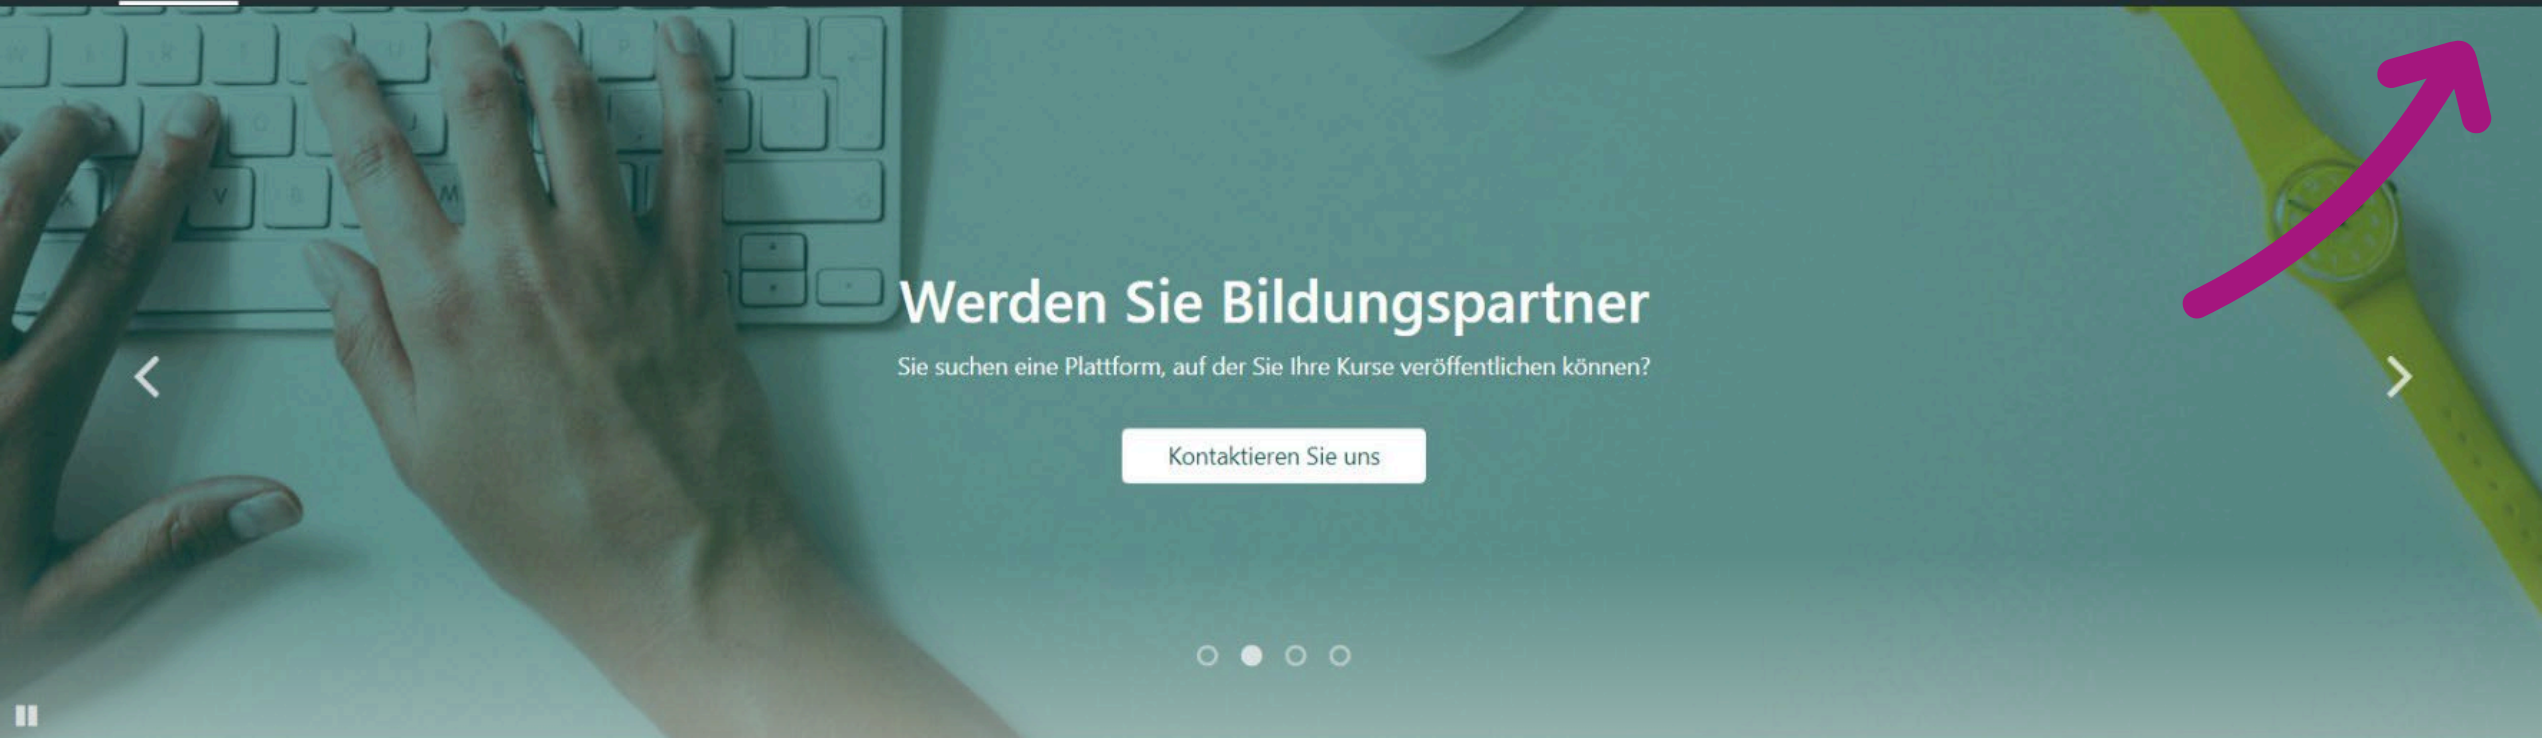 Werden Sie Bildungspartner
Sie suchen eine Plattform, auf der Sie Ihre Kurse veröffentlichen können?
Kontaktieren Sie uns